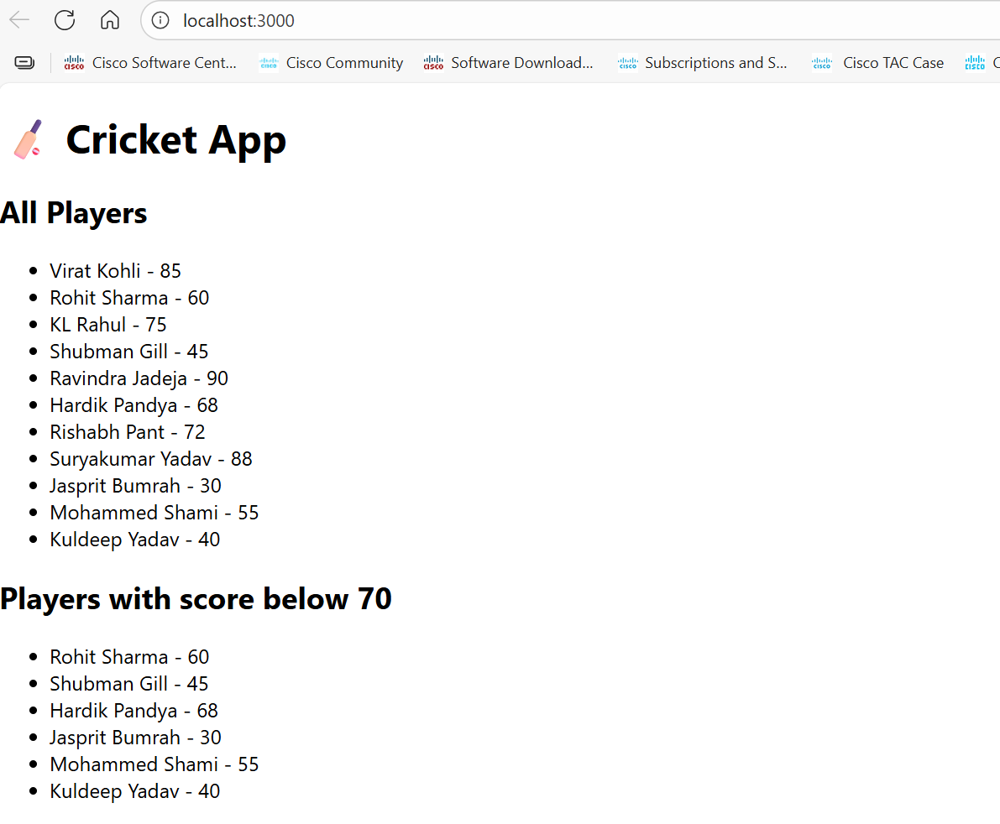 localhost:3000
Cisco Software Cent... Cisco Community Software Download... Subscriptions and S... Cisco TAC Case C
Cricket App
All Players
• Virat Kohli - 85
• Rohit Sharma - 60
• KL Rahul - 75
• Shubman Gill - 45
• Ravindra Jadeja - 90
• Hardik Pandya - 68
• Rishabh Pant - 72
• Suryakumar Yadav - 88
• Jasprit Bumrah - 30
• Mohammed Shami - 55
• Kuldeep Yadav - 40
Players with score below 70
• Rohit Sharma - 60
• Shubman Gill - 45
• Hardik Pandya - 68
• Jasprit Bumrah - 30
• Mohammed Shami - 55
• Kuldeep Yadav - 40